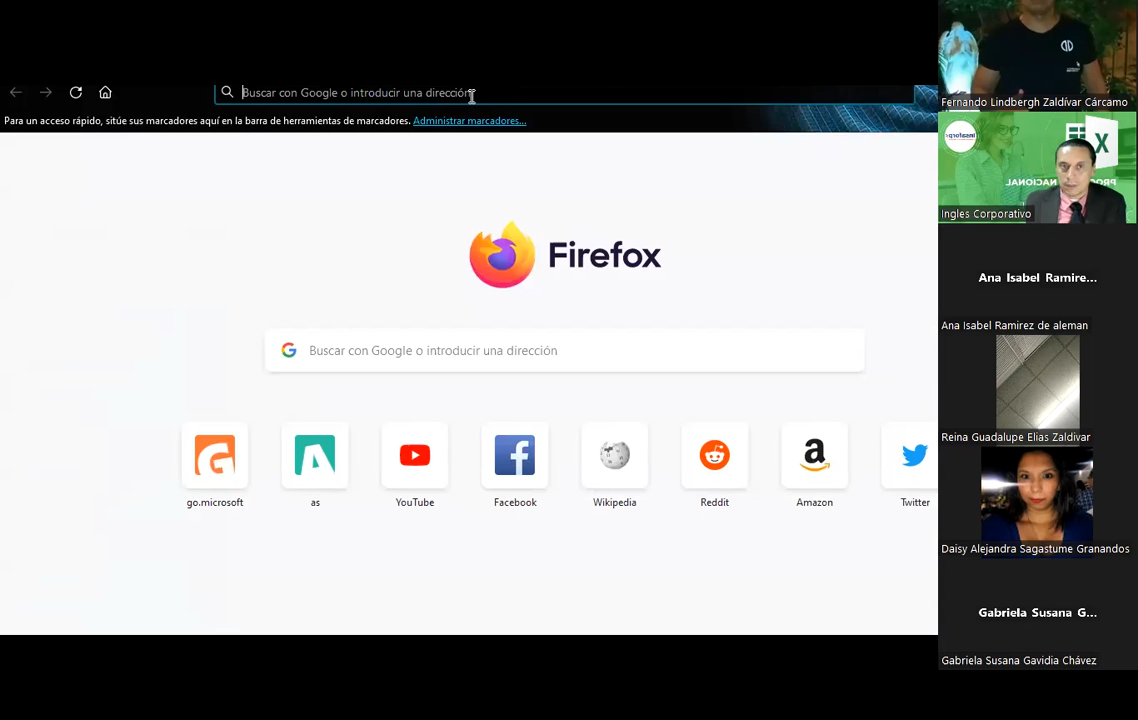 Buscar con Google o introducir una dirección
Para un acceso rápido, sitúe sus marcadores aquí en la barra de herramientas de marcadores. Administrar marcadores...
Firefox
Buscar con Google o introducir una dirección
go.microsoft
as
YouTube
Facebook
Wikipedia
Reddit
Amazon
Twitter
Fernando Lindbergh Zaldívar Cárcamo
insaforp
X
PROG
NACIONAL
Ingles Corporativo
Ana Isabel Ramire...
Ana Isabel Ramirez de aleman
Reina Guadalupe Elias Zaldivar
Daisy Alejandra Sagastume Granandos
Gabriela Susana G...
Gabriela Susana Gavidia Chávez